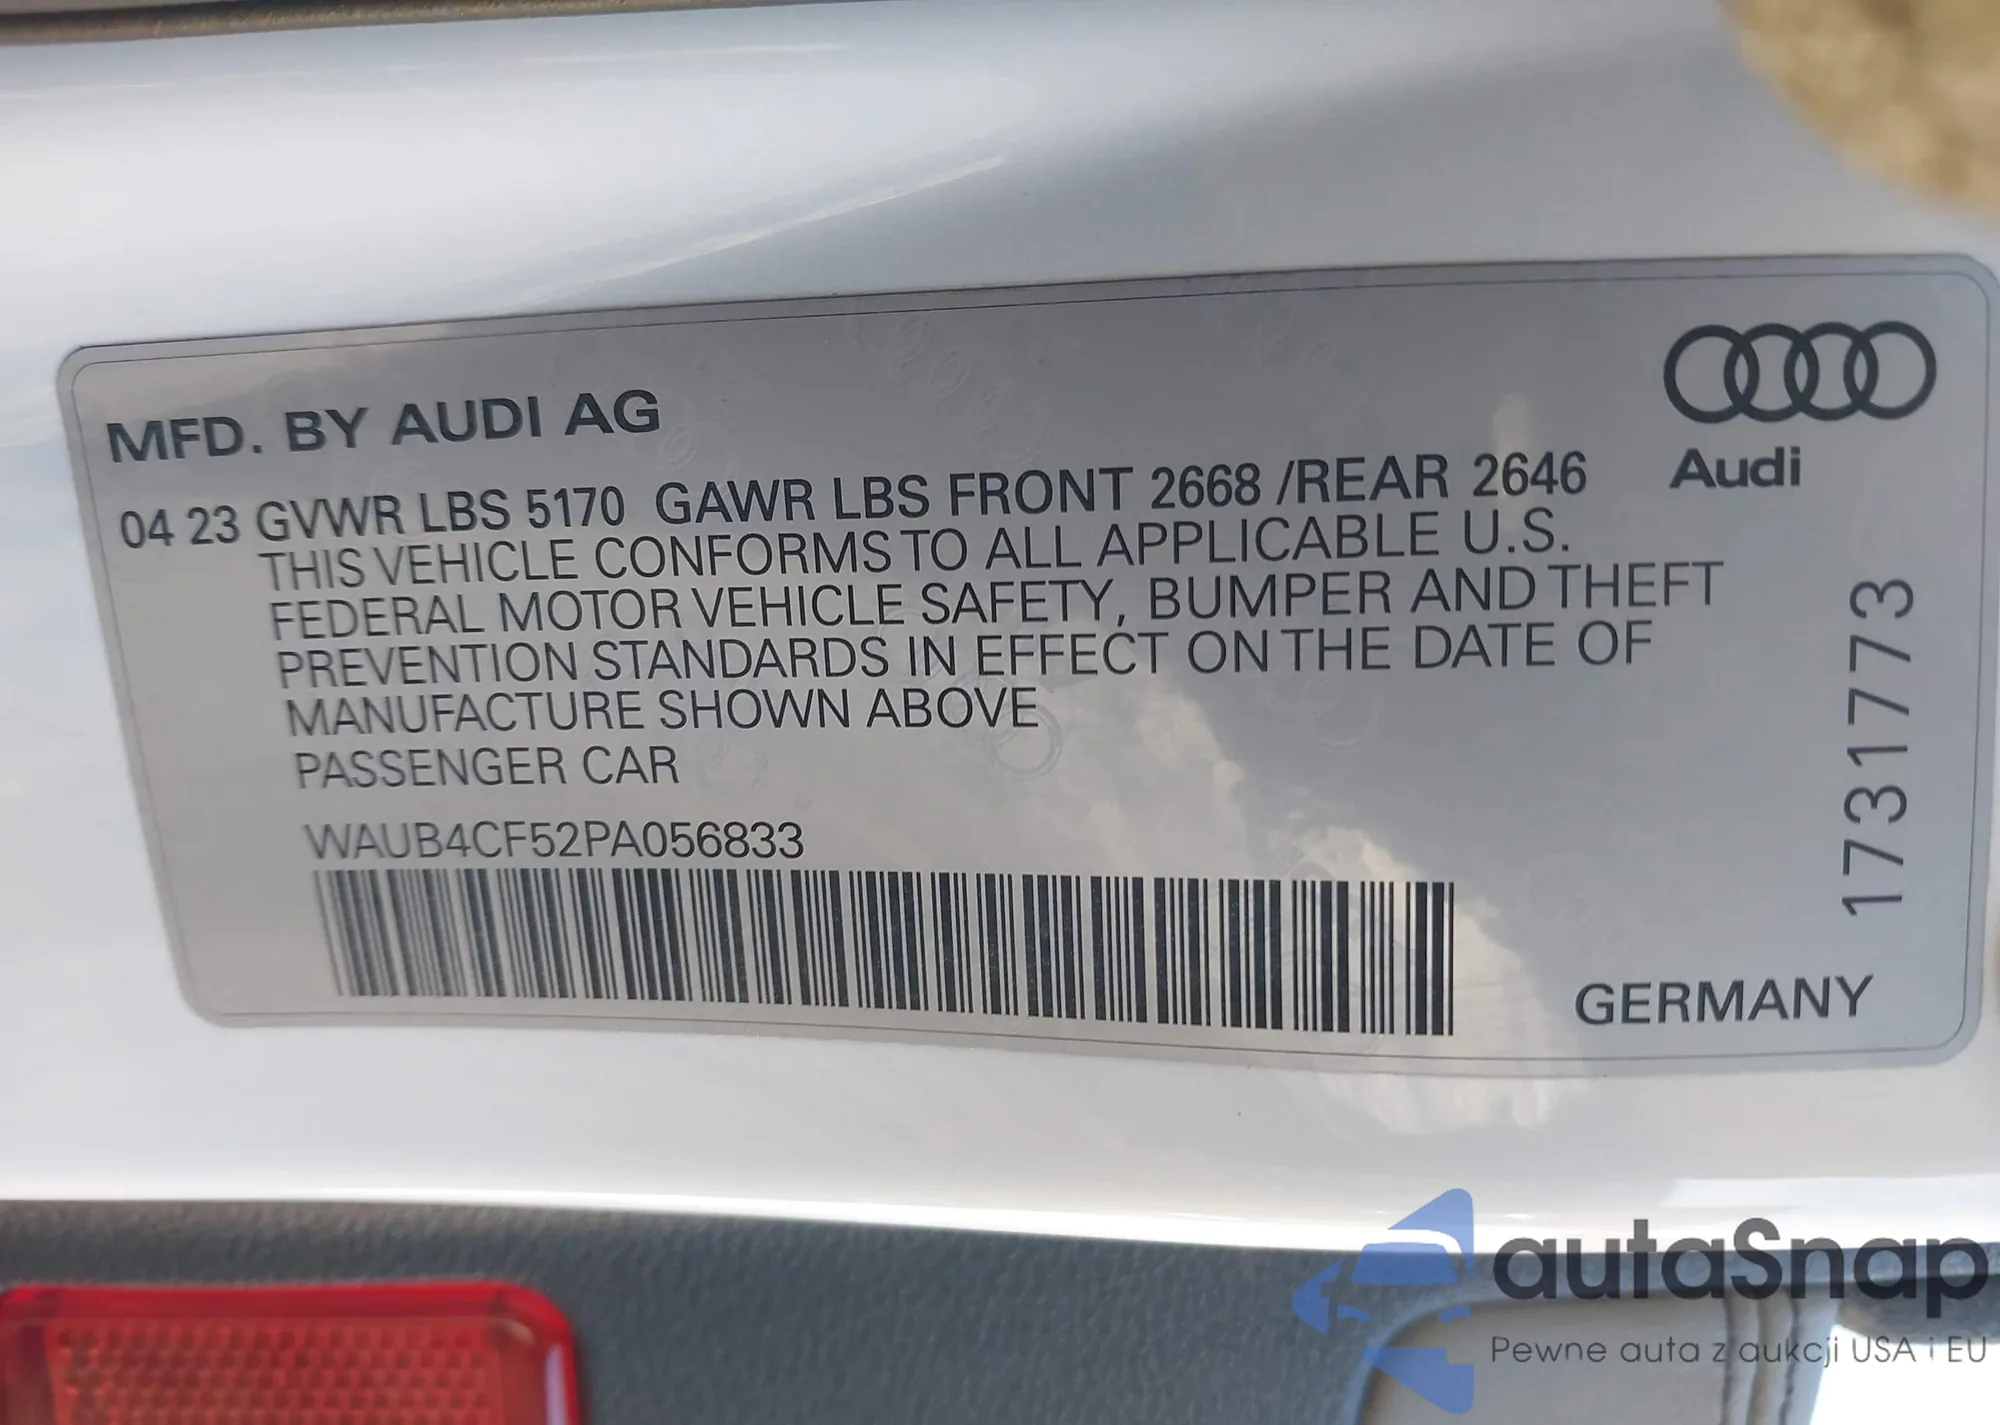 MFD. BY AUDI AG
Audi
04 23 GVWR LBS 5170 GAWR LBS FRONT 2668 /REAR 2646
THIS VEHICLE CONFORMS TO ALL APPLICABLE U.S.
FEDERAL MOTOR VEHICLE SAFETY, BUMPER AND THEFT
PREVENTION STANDARDS IN EFFECT ON THE DATE OF
MANUFACTURE SHOWN ABOVE
PASSENGER CAR
WAUB4CF52PA056833
1731773
GERMANY
autaSnap
Pewne auta z aukcji USA i EU